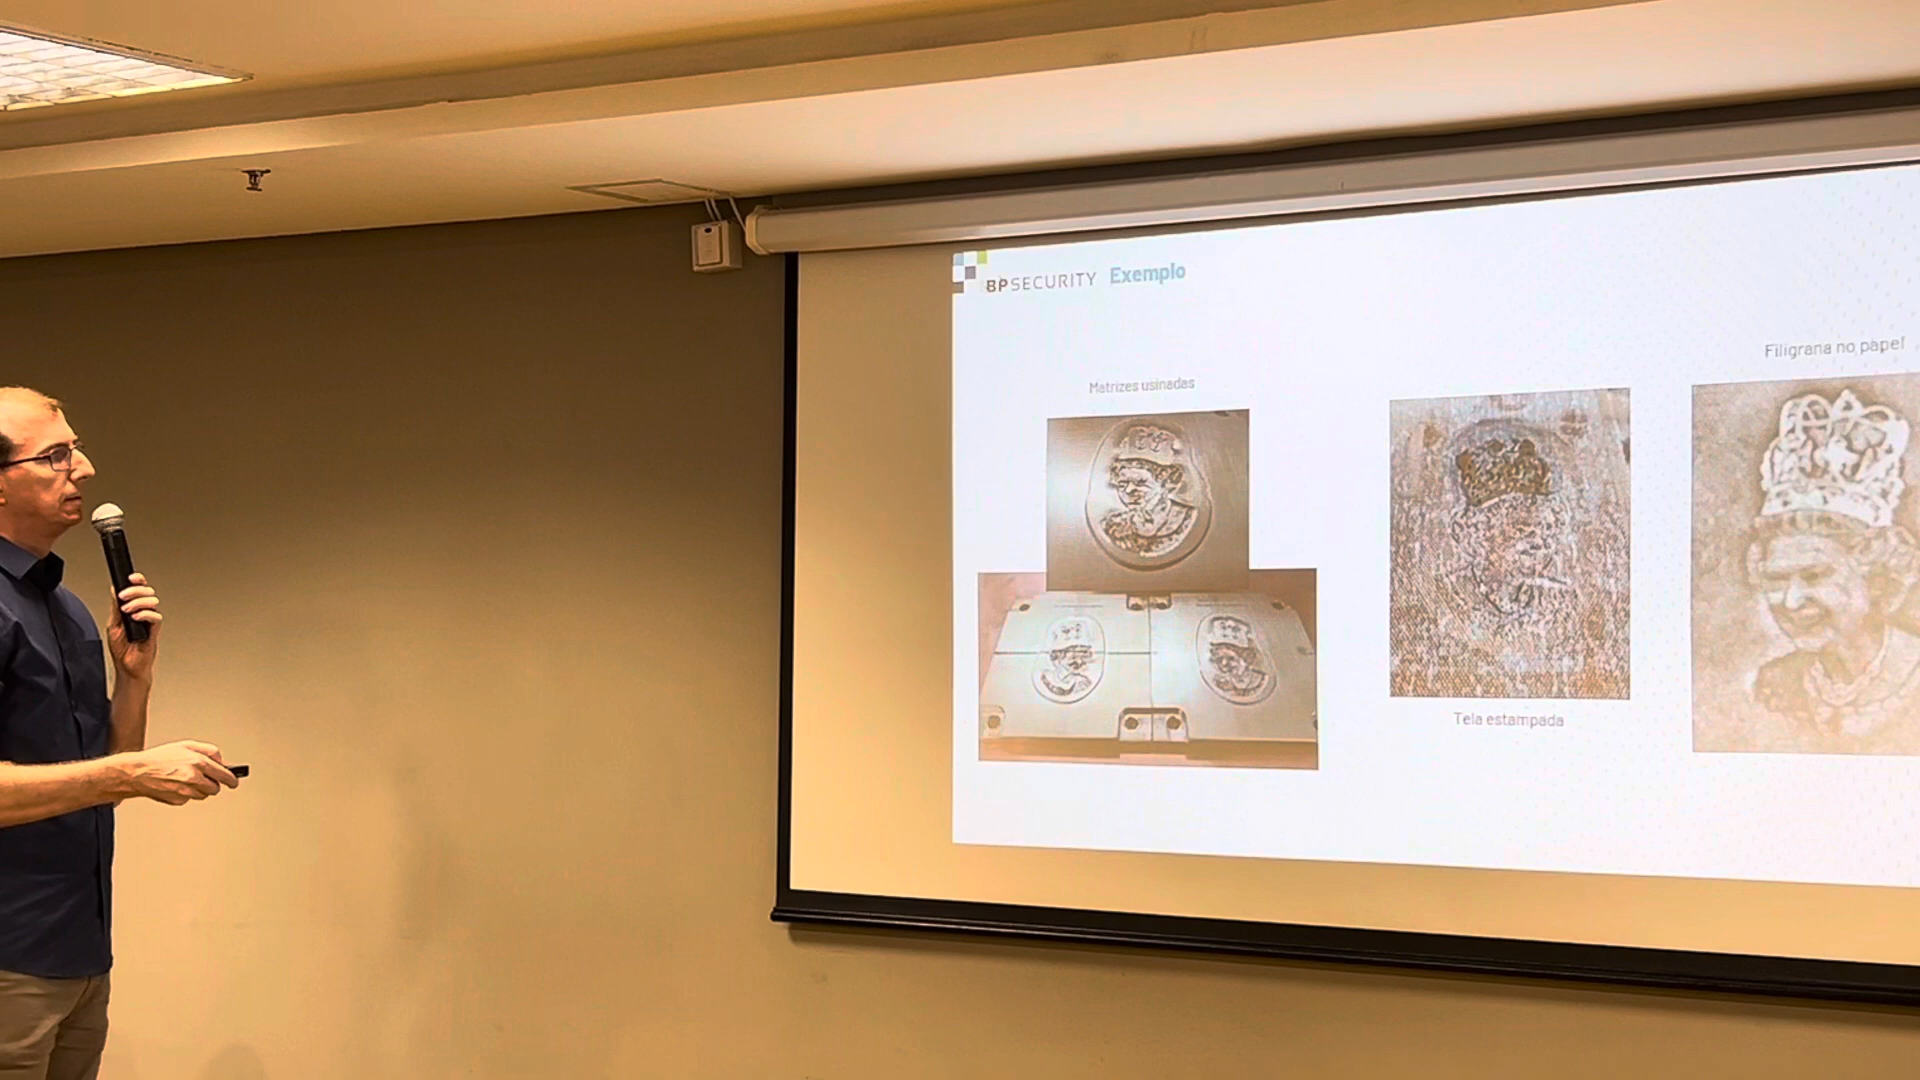 BPSECURITY Exemplo
Matrizes usinadas
Tela estampada
Filigrana no papel